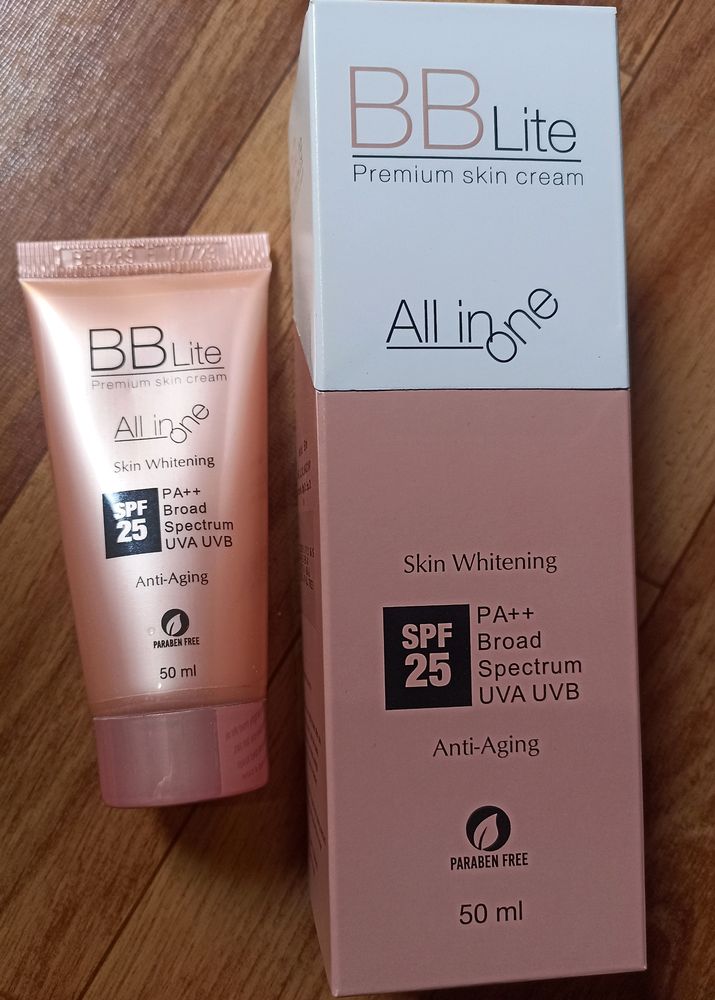 BB Lite
Premium skin cream
All in one
Skin Whitening
SPF 25
PA++
Broad
Spectrum
UVA UVB
Anti-Aging
PARABEN FREE
50 ml
BB Lite
Premium skin cream
All in one
Skin Whitening
SPF 25
PA++
Broad
Spectrum
UVA UVB
Anti-Aging
PARABEN FREE
50 ml